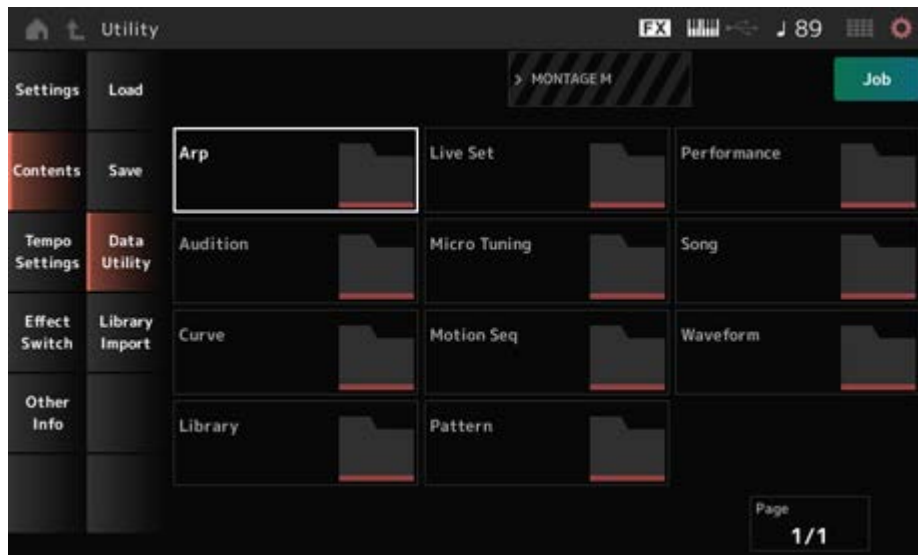 Utility
FX
♩ 89
Settings
Load
> MONTAGE M
Job
Contents
Save
Arp
Live Set
Performance
Tempo
Settings
Data
Utility
Audition
Micro Tuning
Song
Effect
Switch
Library
Import
Curve
Motion Seq
Waveform
Other
Info
Library
Pattern
Page
1/1